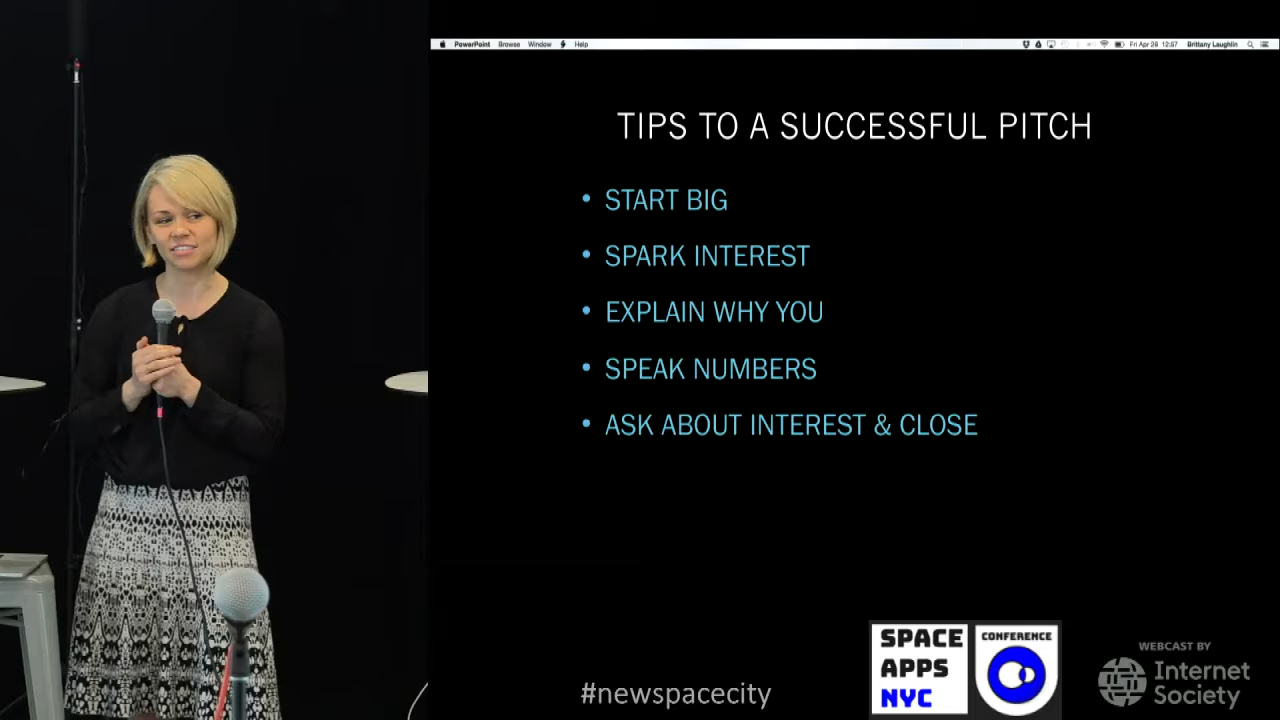 PowerPoint Browse Window Help Fri Apr 28 12:57 Brittany Laughlin
TIPS TO A SUCCESSFUL PITCH
• START BIG
• SPARK INTEREST
• EXPLAIN WHY YOU
• SPEAK NUMBERS
• ASK ABOUT INTEREST & CLOSE
#newspacecity
SPACE
APPS
NYC
CONFERENCE
WEBCAST BY
Internet
Society